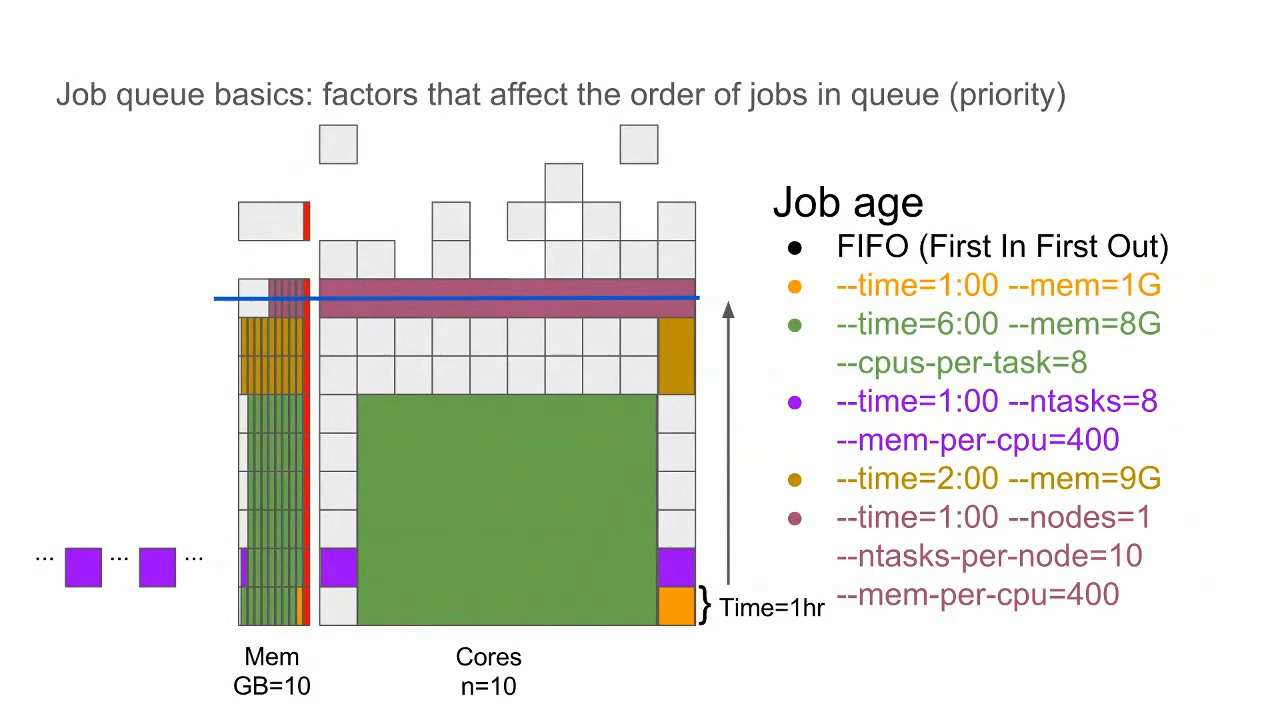 Job queue basics: factors that affect the order of jobs in queue (priority)
Job age
● FIFO (First In First Out)
● --time=1:00 --mem=1G
● --time=6:00 --mem=8G
--cpus-per-task=8
● --time=1:00 --ntasks=8
--mem-per-cpu=400
● --time=2:00 --mem=9G
● --time=1:00 --nodes=1
--ntasks-per-node=10
--mem-per-cpu=400
... ... ...
} Time=1hr
Mem
GB=10
Cores
n=10